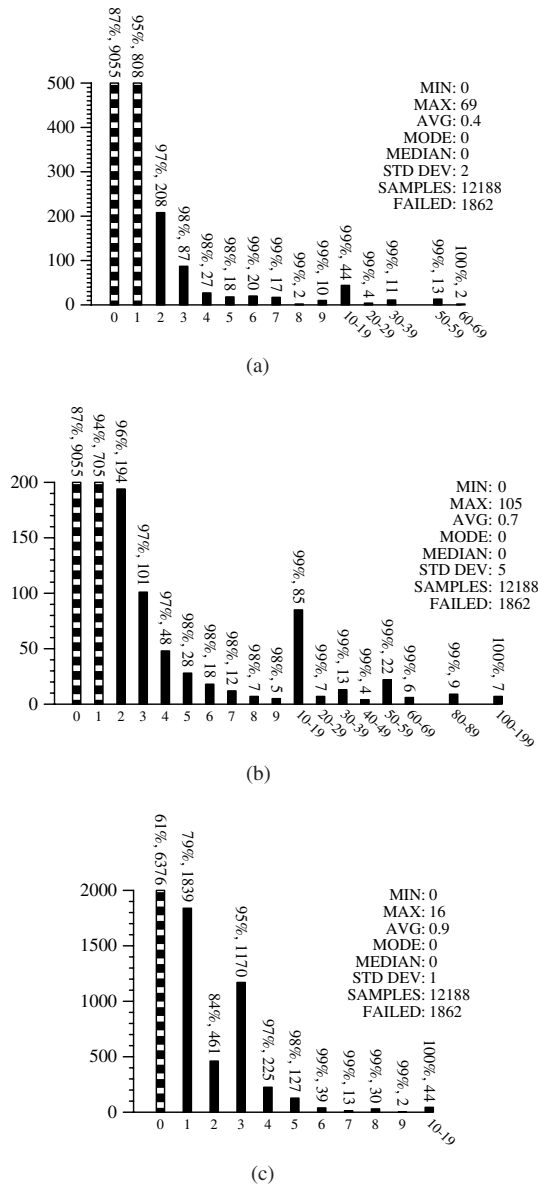 87%, 9055
95%, 808
97%, 208
98%, 87
98%, 27
98%, 18
99%, 20
99%, 17
99%, 2
99%, 10
99%, 44
99%, 4
99%, 11
99%, 13
100%, 2
500
400
300
200
100
0
0 1 2 3 4 5 6 7 8 9 10-19 20-29 30-39 50-59 60-69
MIN: 0
MAX: 69
AVG: 0.4
MODE: 0
MEDIAN: 0
STD DEV: 2
SAMPLES: 12188
FAILED: 1862
(a)
87%, 9055
94%, 705
96%, 194
97%, 101
97%, 48
98%, 28
98%, 18
98%, 12
98%, 7
98%, 5
99%, 85
99%, 7
99%, 13
99%, 4
99%, 22
99%, 6
99%, 9
100%, 7
200
150
100
50
0
0 1 2 3 4 5 6 7 8 9 10-19 20-29 30-39 40-49 50-59 60-69 80-89 100-199
MIN: 0
MAX: 105
AVG: 0.7
MODE: 0
MEDIAN: 0
STD DEV: 5
SAMPLES: 12188
FAILED: 1862
(b)
61%, 6376
79%, 1839
84%, 461
95%, 1170
97%, 225
98%, 127
99%, 39
99%, 13
99%, 30
99%, 2
100%, 44
2000
1500
1000
500
0
0 1 2 3 4 5 6 7 8 9 10-19
MIN: 0
MAX: 16
AVG: 0.9
MODE: 0
MEDIAN: 0
STD DEV: 1
SAMPLES: 12188
FAILED: 1862
(c)